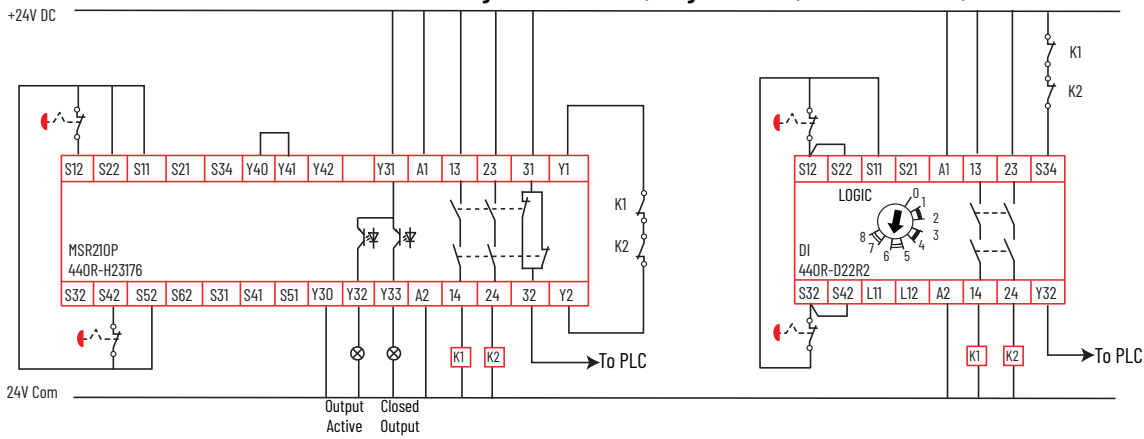 +24V DC
K1
K2
S12 S22 S11 S21 S34 Y40 Y41 Y42 Y31 A1 13 23 31 Y1
K1
K2
MSR210P
440R-H23176
S32 S42 S52 S62 S31 S41 S51 Y30 Y32 Y33 A2 14 24 32 Y2
K1 K2
To PLC
S12 S22 S11 S21 A1 13 23 S34
LOGIC
0
1
2
3
4
5
6
7
8
DI
440R-D22R2
S32 S42 L11 L12 A2 14 24 Y32
K1 K2
To PLC
24V Com
Output
Active
Closed
Output